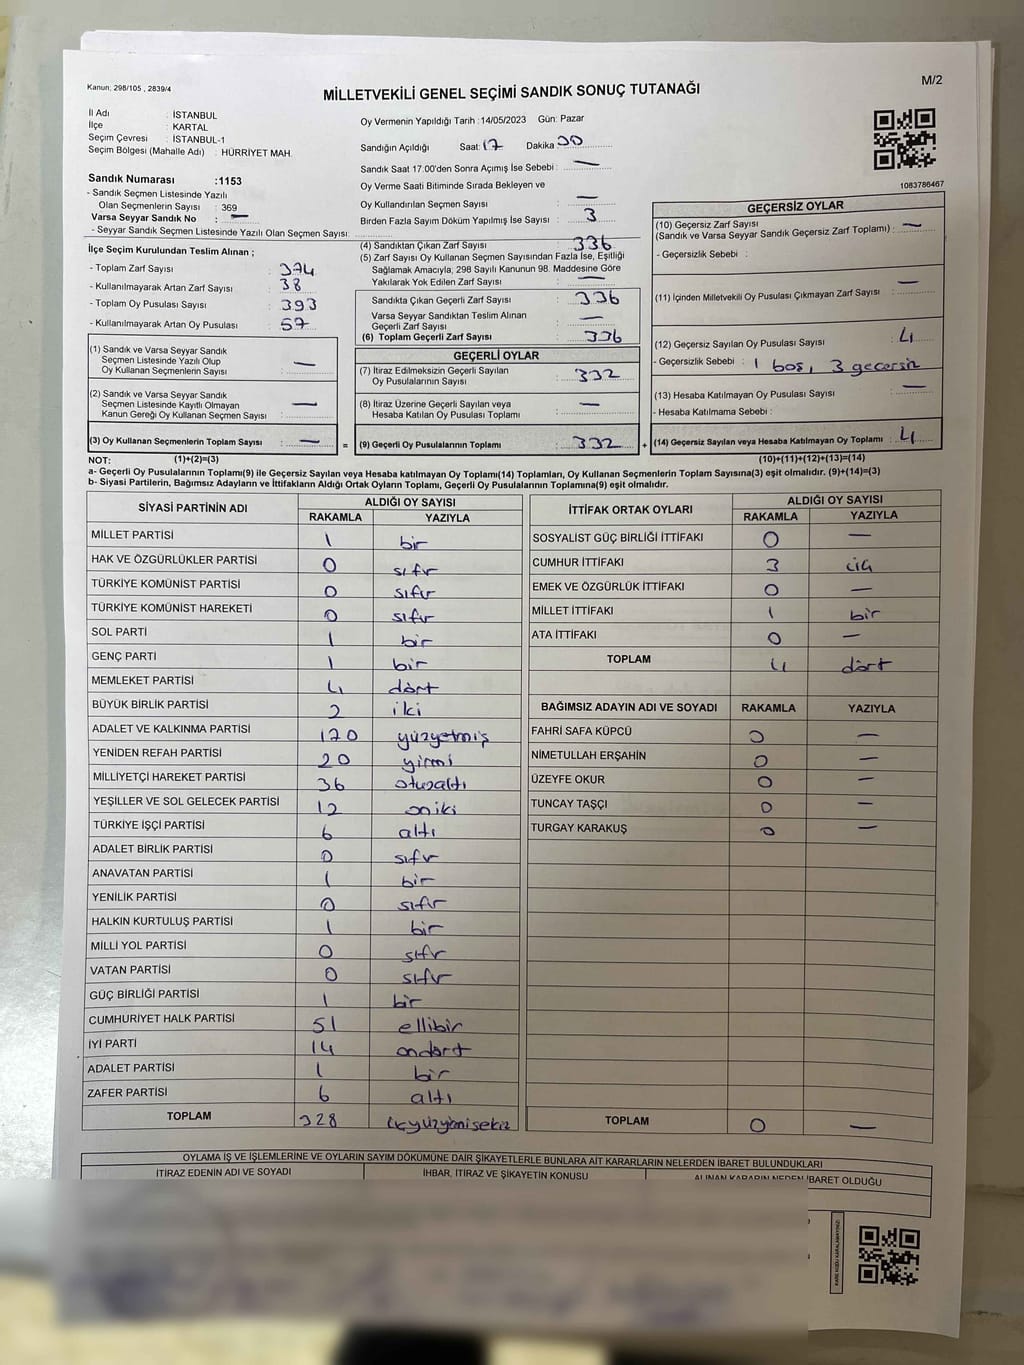 Kanun; 298/105 , 2839/4
MİLLETVEKİLİ GENEL SEÇİMİ SANDIK SONUÇ TUTANAĞI
M/2
İl Adı : İSTANBUL
İlçe : KARTAL
Seçim Çevresi : İSTANBUL-1
Seçim Bölgesi (Mahalle Adı) : HÜRRİYET MAH.
Sandık Numarası :1153
- Sandık Seçmen Listesinde Yazılı
Olan Seçmenlerin Sayısı : 369
Varsa Seyyar Sandık No : —
- Seyyar Sandık Seçmen Listesinde Yazılı Olan Seçmen Sayısı:
Oy Vermenin Yapıldığı Tarih :14/05/2023 Gün: Pazar
Sandığın Açıldığı Saat: 17 Dakika 30
Sandık Saat 17.00'den Sonra Açımış İse Sebebi : —
Oy Verme Saati Bitiminde Sırada Bekleyen ve
Oy Kullandırılan Seçmen Sayısı : —
Birden Fazla Sayım Döküm Yapılmış İse Sayısı : 3
1083786467
İlçe Seçim Kurulundan Teslim Alınan ;
- Toplam Zarf Sayısı : 374
- Kullanılmayarak Artan Zarf Sayısı : 38
- Toplam Oy Pusulası Sayısı : 393
- Kullanılmayarak Artan Oy Pusulası : 57
(4) Sandıktan Çıkan Zarf Sayısı : 336
(5) Zarf Sayısı Oy Kullanan Seçmen Sayısından Fazla İse, Eşitliği
Sağlamak Amacıyla, 298 Sayılı Kanunun 98. Maddesine Göre
Yakılarak Yok Edilen Zarf Sayısı : —
Sandıkta Çıkan Geçerli Zarf Sayısı : 336
Varsa Seyyar Sandıktan Teslim Alınan
Geçerli Zarf Sayısı : —
(6) Toplam Geçerli Zarf Sayısı : 336
GEÇERSİZ OYLAR
(10) Geçersiz Zarf Sayısı
(Sandık ve Varsa Seyyar Sandık Geçersiz Zarf Toplamı) : —
- Geçersizlik Sebebi :
(11) İçinden Milletvekili Oy Pusulası Çıkmayan Zarf Sayısı : —
(12) Geçersiz Sayılan Oy Pusulası Sayısı : 4
- Geçersizlik Sebebi : 1 boş, 3 geçersiz
(13) Hesaba Katılmayan Oy Pusulası Sayısı : —
- Hesaba Katılmama Sebebi :
(14) Geçersiz Sayılan veya Hesaba Katılmayan Oy Toplamı : 4
(10)+(11)+(12)+(13)=(14)
(1) Sandık ve Varsa Seyyar Sandık
Seçmen Listesinde Yazılı Olup
Oy Kullanan Seçmenlerin Sayısı : —
(2) Sandık ve Varsa Seyyar Sandık
Seçmen Listesinde Kayıtlı Olmayan
Kanun Gereği Oy Kullanan Seçmen Sayısı : —
(3) Oy Kullanan Seçmenlerin Toplam Sayısı : — =
GEÇERLİ OYLAR
(7) İtiraz Edilmeksizin Geçerli Sayılan
Oy Pusulalarının Sayısı : 332
(8) İtiraz Üzerine Geçerli Sayılan veya
Hesaba Katılan Oy Pusulası Toplamı : —
(9) Geçerli Oy Pusulalarının Toplamı : 332 +
NOT: (1)+(2)=(3)
a- Geçerli Oy Pusulalarının Toplamı(9) ile Geçersiz Sayılan veya Hesaba katılmayan Oy Toplamı(14) Toplamları, Oy Kullanan Seçmenlerin Toplam Sayısına(3) eşit olmalıdır. (9)+(14)=(3)
b- Siyasi Partilerin, Bağımsız Adayların ve İttifakların Aldığı Ortak Oyların Toplamı, Geçerli Oy Pusulalarının Toplamına(9) eşit olmalıdır.
SİYASİ PARTİNİN ADI ALDIĞI OY SAYISI
RAKAMLA YAZIYLA
MİLLET PARTİSİ 1 bir
HAK VE ÖZGÜRLÜKLER PARTİSİ 0 sıfır
TÜRKİYE KOMÜNİST PARTİSİ 0 sıfır
TÜRKİYE KOMÜNİST HAREKETİ 0 sıfır
SOL PARTİ 1 bir
GENÇ PARTİ 1 bir
MEMLEKET PARTİSİ 4 dört
BÜYÜK BİRLİK PARTİSİ 2 iki
ADALET VE KALKINMA PARTİSİ 170 yüzyetmiş
YENİDEN REFAH PARTİSİ 20 yirmi
MİLLİYETÇİ HAREKET PARTİSİ 36 otuzaltı
YEŞİLLER VE SOL GELECEK PARTİSİ 12 oniki
TÜRKİYE İŞÇİ PARTİSİ 6 altı
ADALET BİRLİK PARTİSİ 0 sıfır
ANAVATAN PARTİSİ 1 bir
YENİLİK PARTİSİ 0 sıfır
HALKIN KURTULUŞ PARTİSİ 1 bir
MİLLİ YOL PARTİSİ 0 sıfır
VATAN PARTİSİ 0 sıfır
GÜÇ BİRLİĞİ PARTİSİ 1 bir
CUMHURİYET HALK PARTİSİ 51 ellibir
İYİ PARTİ 14 ondört
ADALET PARTİSİ 1 bir
ZAFER PARTİSİ 6 altı
TOPLAM 328
İTTİFAK ORTAK OYLARI ALDIĞI OY SAYISI
RAKAMLA YAZIYLA
SOSYALİST GÜÇ BİRLİĞİ İTTİFAKI 0 —
CUMHUR İTTİFAKI 3 üç
EMEK VE ÖZGÜRLÜK İTTİFAKI 0 —
MİLLET İTTİFAKI 1 bir
ATA İTTİFAKI 0 —
TOPLAM 4 dört
BAĞIMSIZ ADAYIN ADI VE SOYADI RAKAMLA YAZIYLA
FAHRİ SAFA KÜPCÜ 0 —
NİMETULLAH ERŞAHİN 0 —
ÜZEYFE OKUR 0 —
TUNCAY TAŞÇI 0 —
TURGAY KARAKUŞ 0 —
TOPLAM 0 —
OYLAMA İŞ VE İŞLEMLERİNE VE OYLARIN SAYIM DÖKÜMÜNE DAİR ŞİKAYETLERLE BUNLARA AİT KARARLARIN NELERDEN İBARET BULUNDUKLARI
İTİRAZ EDENİN ADI VE SOYADI İHBAR, İTİRAZ VE ŞİKAYETİN KONUSU ALINAN KARARIN NEDEN İBARET OLDUĞU